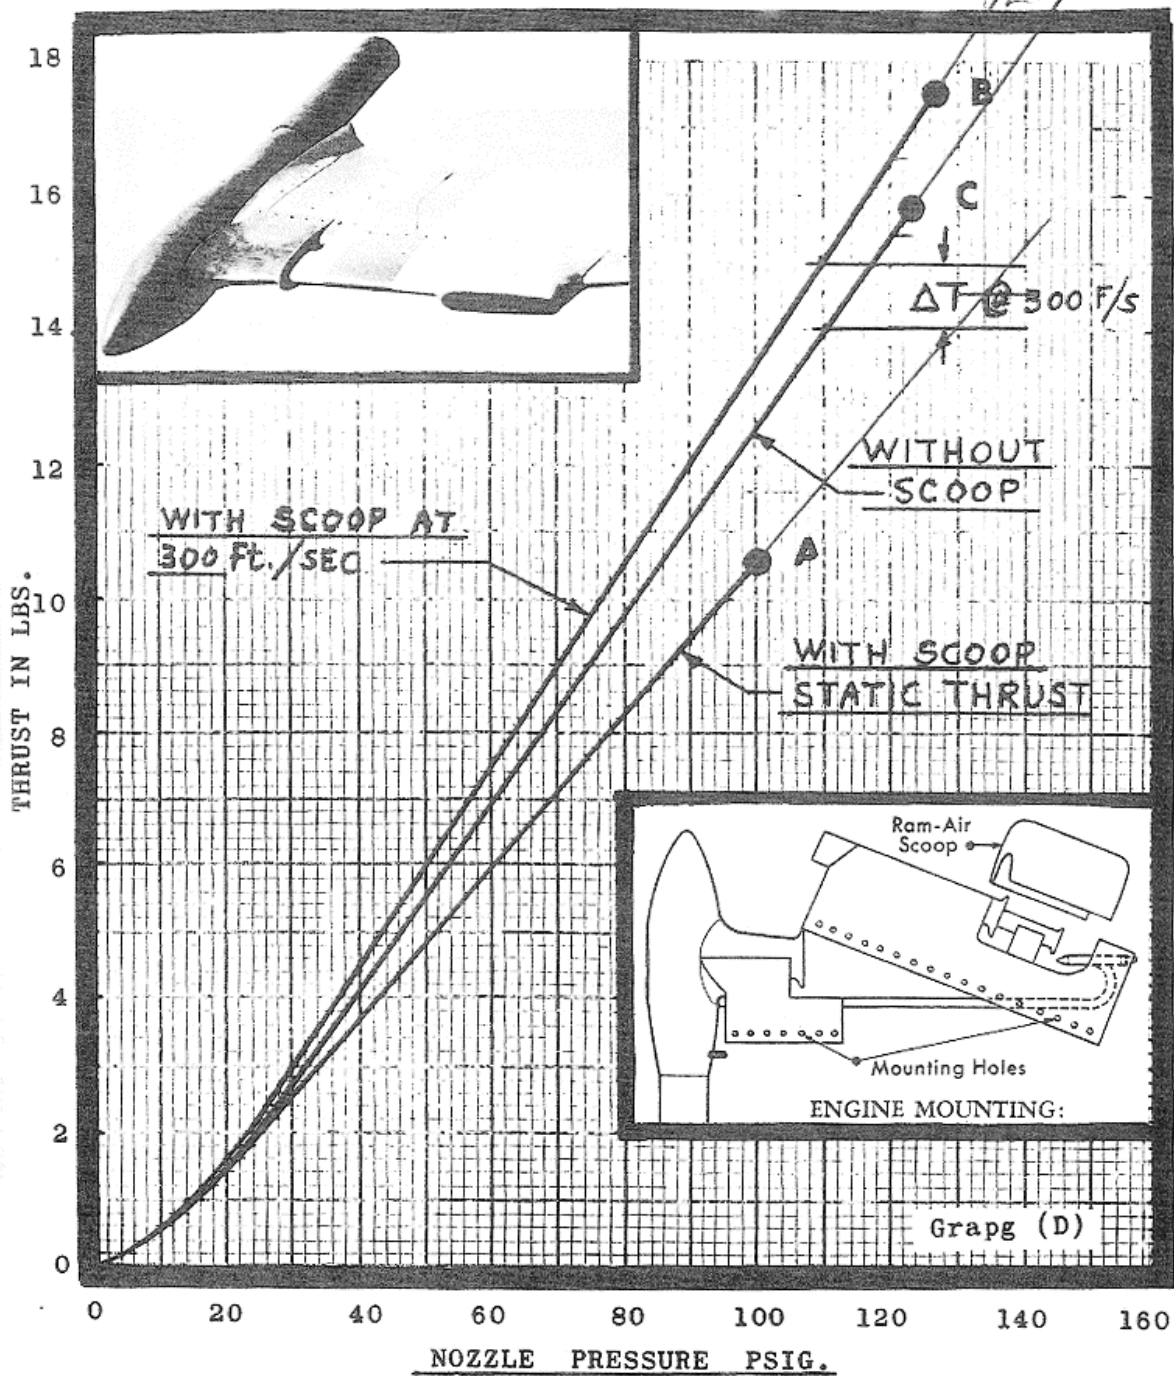 18
16
14
12
10
8
6
4
2
0
THRUST IN LBS.
B
C
ΔT @ 300 F/S
WITHOUT
SCOOP
WITH SCOOP AT
300 Ft./SEC
A
WITH SCOOP
STATIC THRUST
Ram-Air
Scoop
Mounting Holes
ENGINE MOUNTING:
Grapg (D)
0 20 40 60 80 100 120 140 160
NOZZLE PRESSURE PSIG.